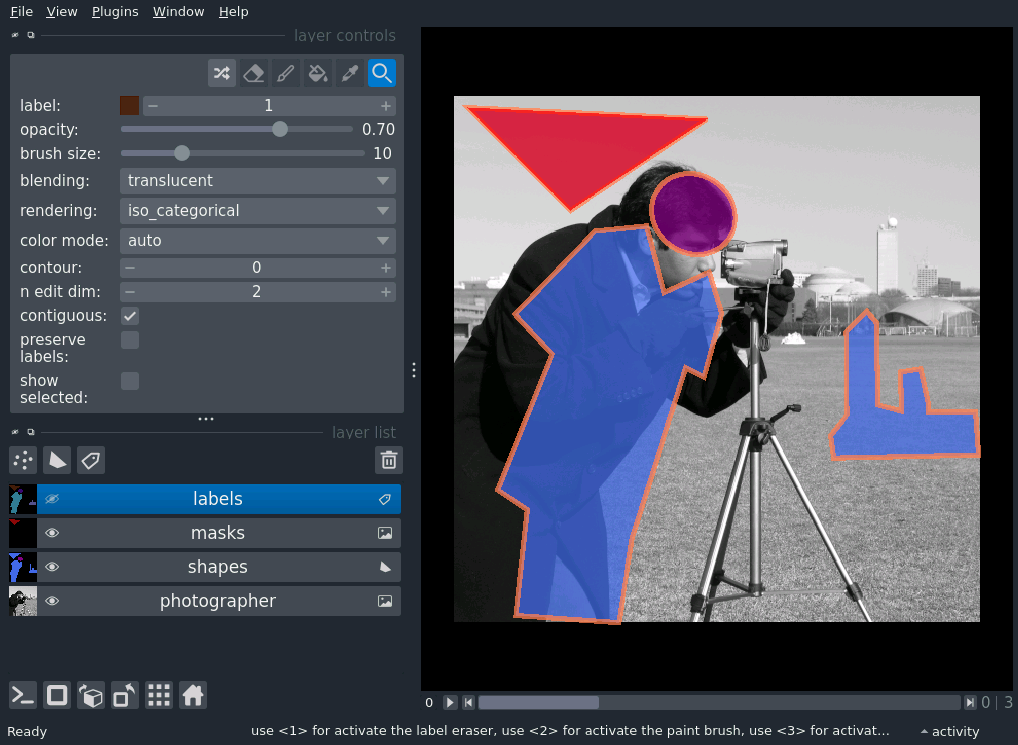 File View Plugins Window Help
layer controls
label: 1
opacity: 0.70
brush size: 10
blending: translucent
rendering: iso_categorical
color mode: auto
contour: 0
n edit dim: 2
contiguous:
preserve
labels:
show
selected:
layer list
labels
masks
shapes
photographer
0 0 | 3
Ready use <1> for activate the label eraser, use <2> for activate the paint brush, use <3> for activat... activity